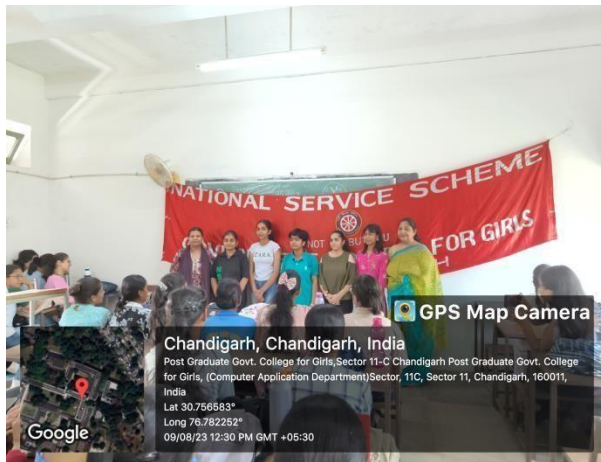 NATIONAL SERVICE SCHEME
NOT BUT U
FOR GIRLS
GPS Map Camera
Chandigarh, Chandigarh, India
Post Graduate Govt. College for Girls,Sector 11-C Chandigarh Post Graduate Govt. College
for Girls, (Computer Application Department)Sector, 11C, Sector 11, Chandigarh, 160011,
India
Lat 30.756583°
Long 76.782252°
09/08/23 12:30 PM GMT +05:30
Google